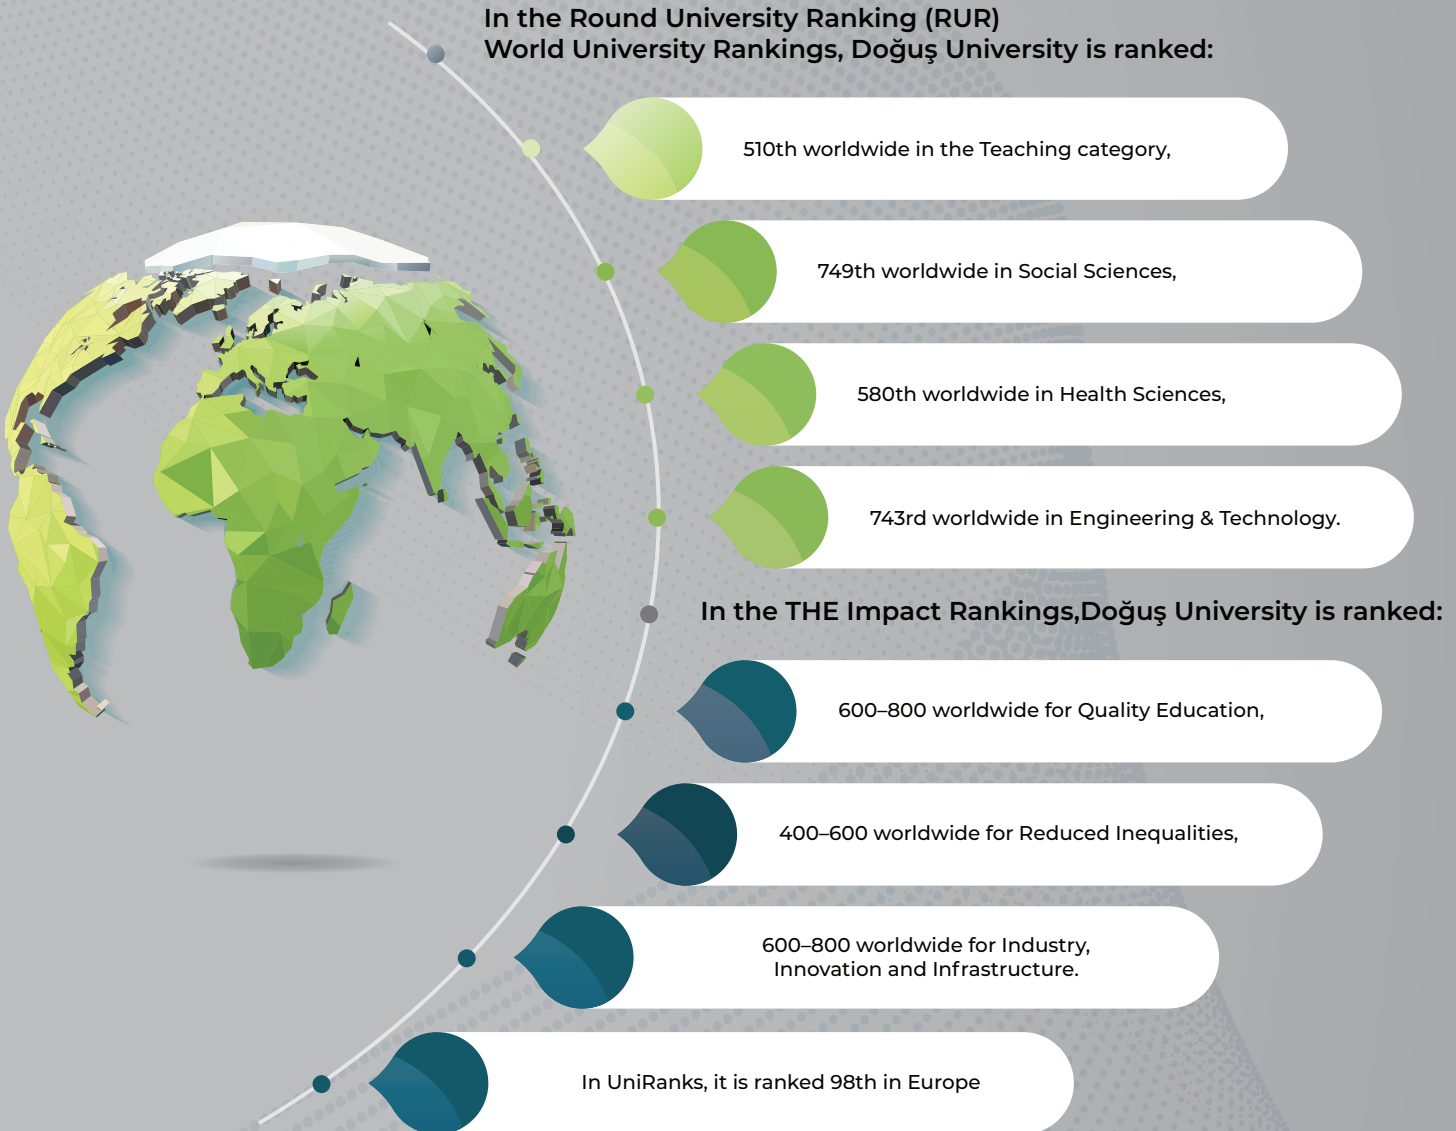 In the Round University Ranking (RUR)
World University Rankings, Doğuş University is ranked:
510th worldwide in the Teaching category,
749th worldwide in Social Sciences,
580th worldwide in Health Sciences,
743rd worldwide in Engineering & Technology.
In the THE Impact Rankings,Doğuş University is ranked:
600–800 worldwide for Quality Education,
400–600 worldwide for Reduced Inequalities,
600–800 worldwide for Industry,
Innovation and Infrastructure.
In UniRanks, it is ranked 98th in Europe